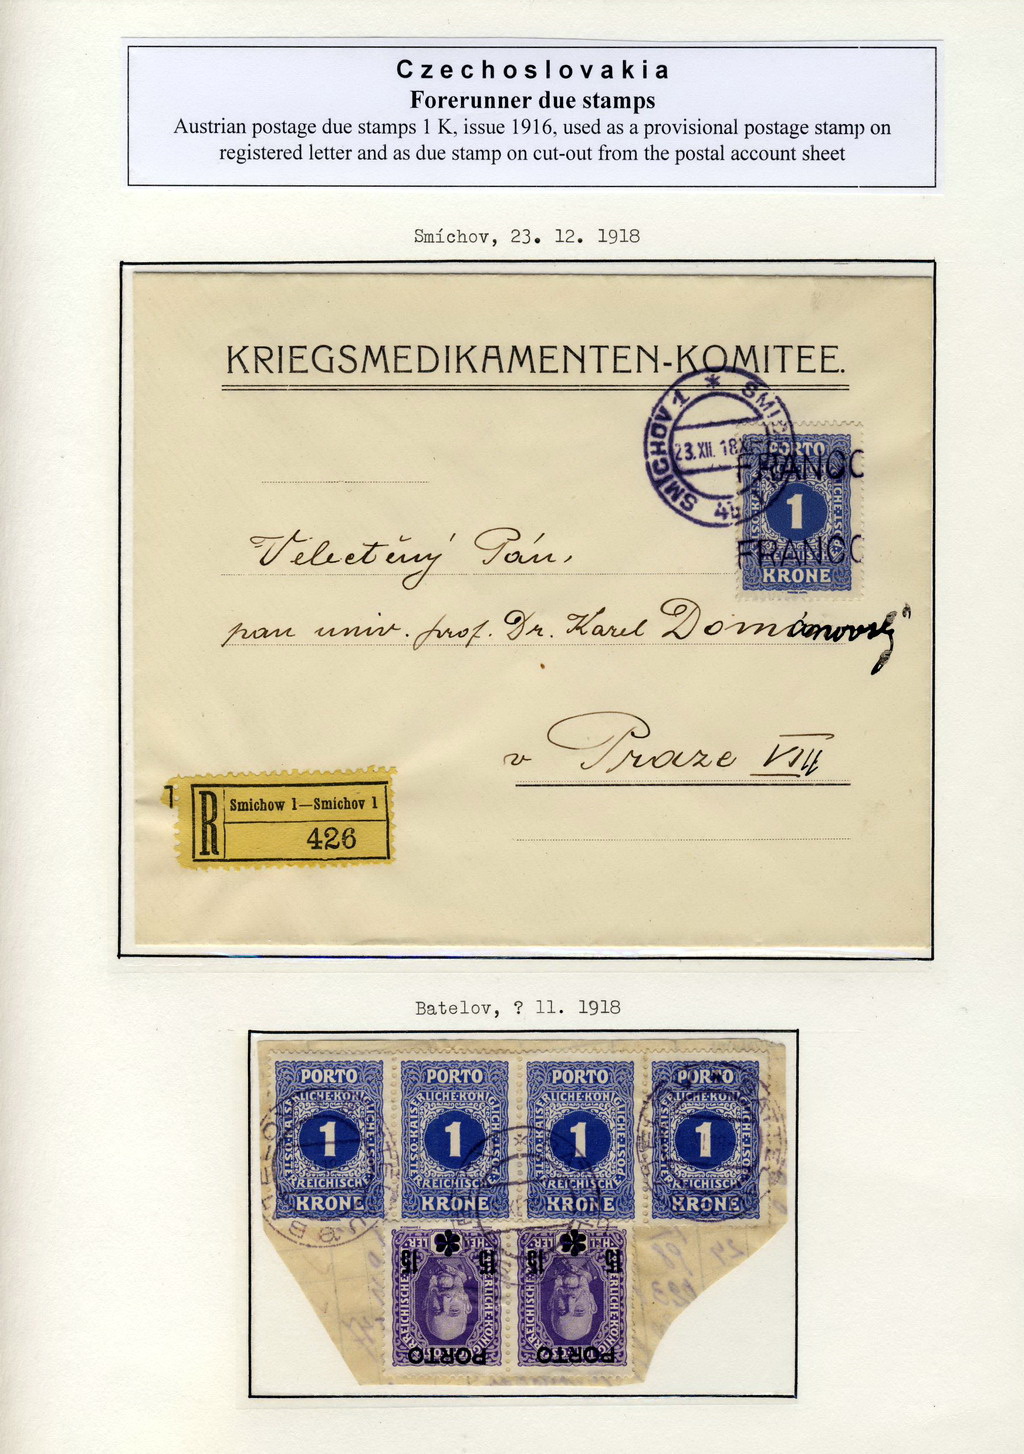 Czechoslovakia
Forerunner due stamps
Austrian postage due stamps 1 K, issue 1916, used as a provisional postage stamp on
registered letter and as due stamp on cut-out from the postal account sheet
Smíchov, 23. 12. 1918
KRIEGSMEDIKAMENTEN-KOMITEE.
SMICHOV 1 * SMIC
23.XII.18
4b
PORTO
FRANCO
1
FRANCO
KRONE
Velectěný Pán,
pan univ. prof. Dr. Karel
v Praze VIII
R
Smichow 1—Smichov 1
426
Batelov, ? 11. 1918
PORTO PORTO PORTO PORTO
1 1 1 1
KRONE KRONE KRONE KRONE
15 15 15 15
PORTO PORTO